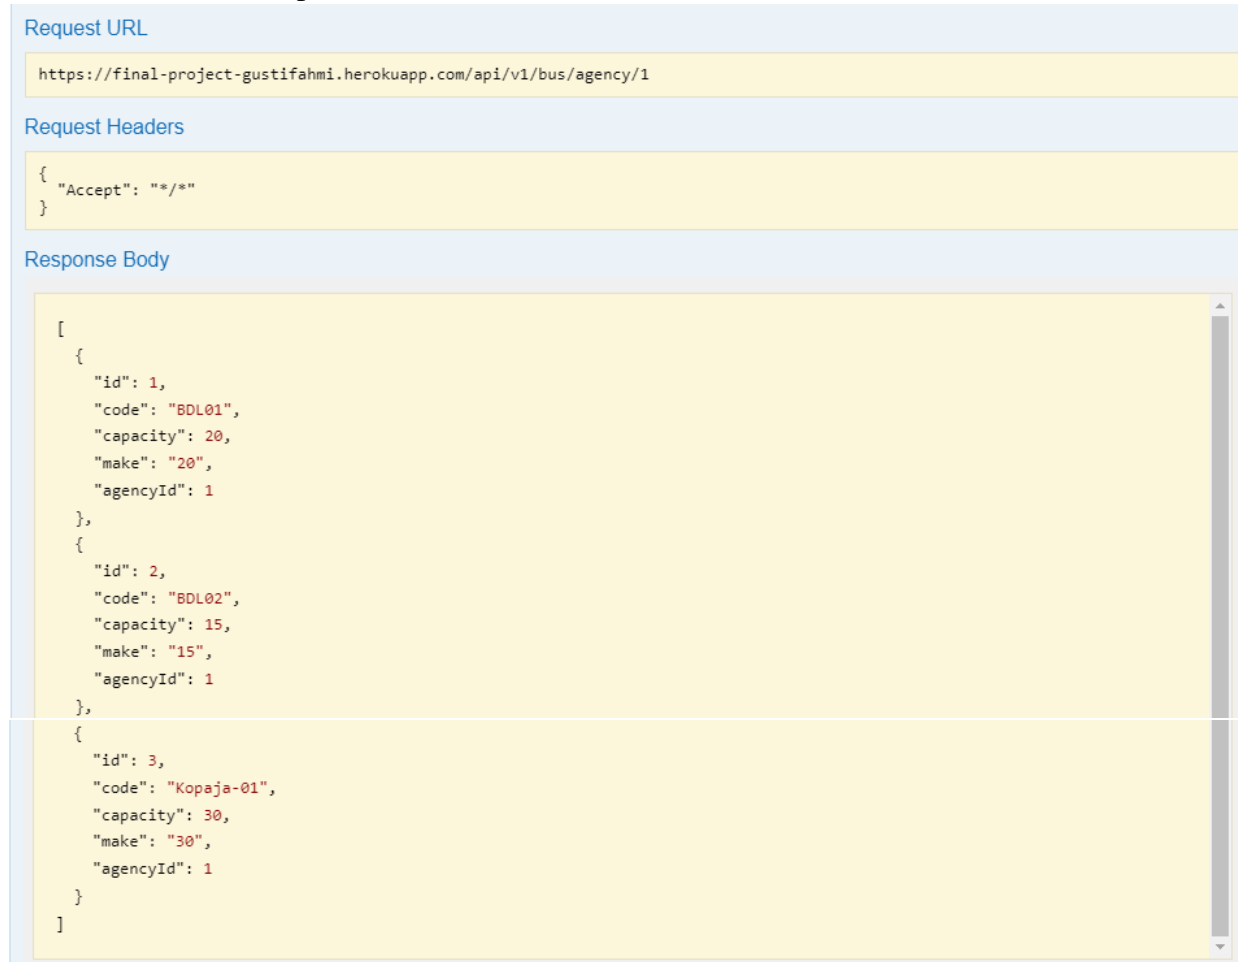 Request URL
https://final-project-gustifahmi.herokuapp.com/api/v1/bus/agency/1
Request Headers
{
  "Accept": "*/*"
}
Response Body
[
  {
    "id": 1,
    "code": "BDL01",
    "capacity": 20,
    "make": "20",
    "agencyId": 1
  },
  {
    "id": 2,
    "code": "BDL02",
    "capacity": 15,
    "make": "15",
    "agencyId": 1
  },
  {
    "id": 3,
    "code": "Kopaja-01",
    "capacity": 30,
    "make": "30",
    "agencyId": 1
  }
]